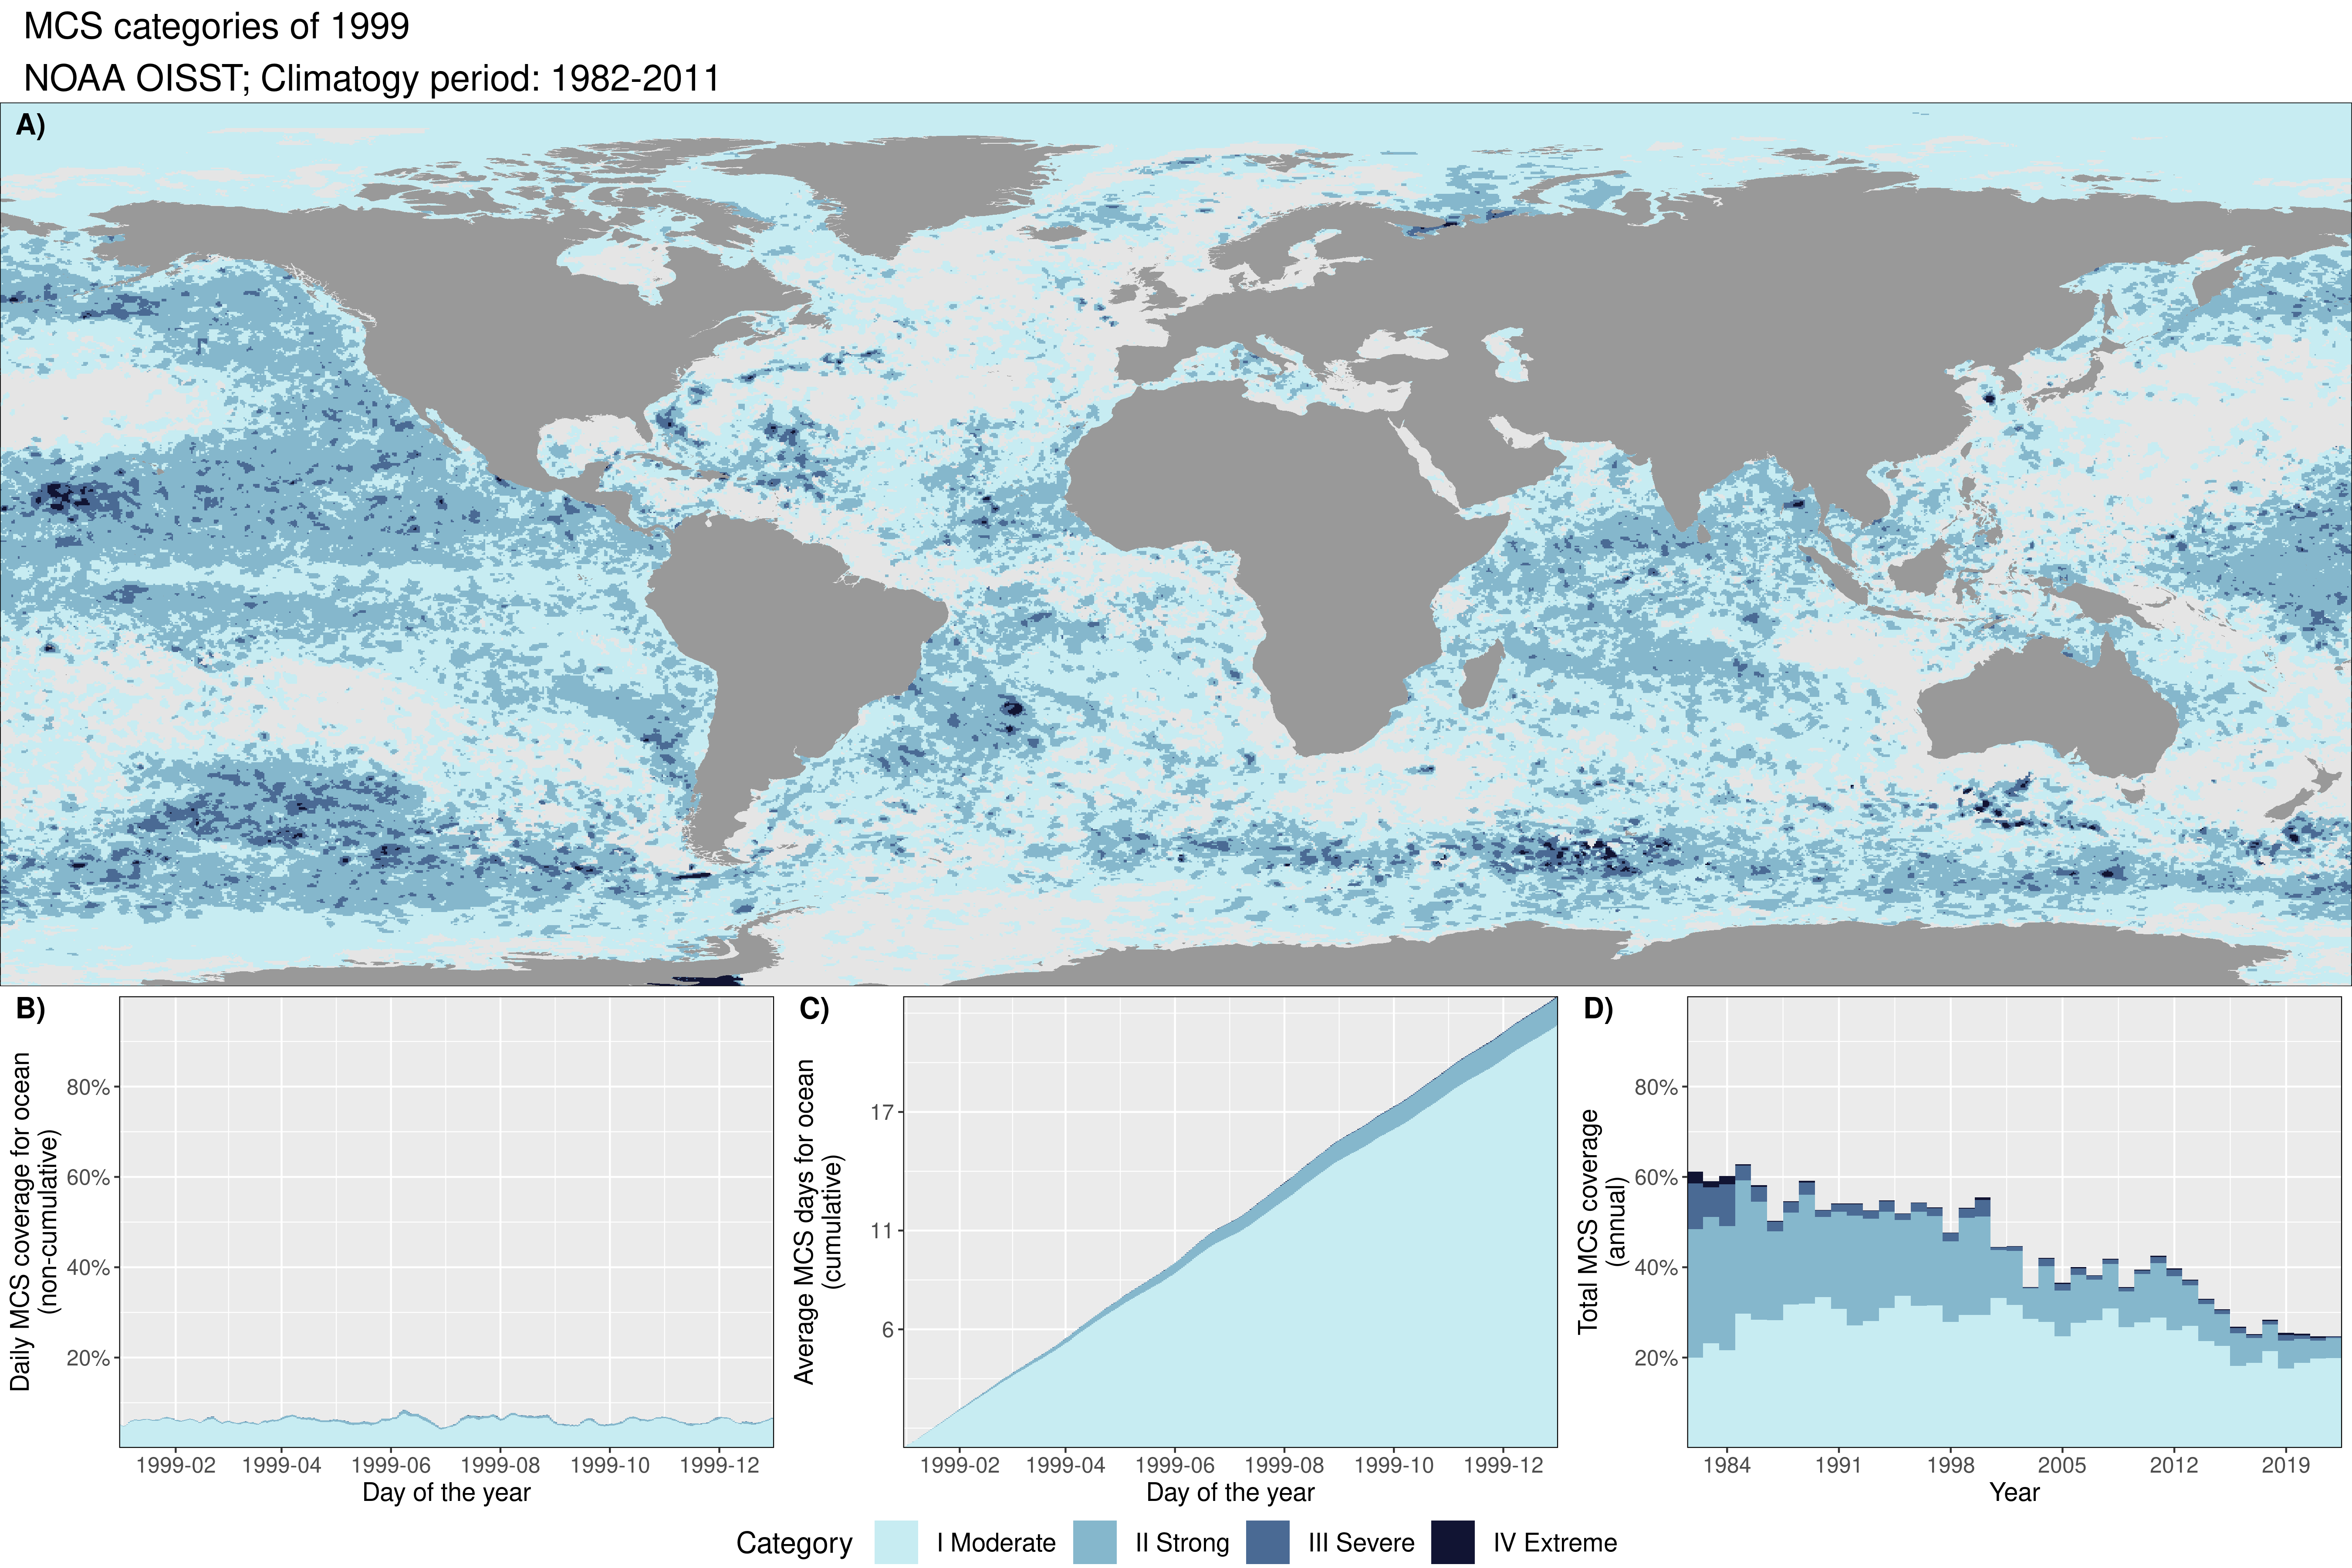 MCS categories of 1999
NOAA OISST; Climatogy period: 1982-2011
A)
B)
Daily MCS coverage for ocean
(non-cumulative)
80%
60%
40%
20%
1999-02 1999-04 1999-06 1999-08 1999-10 1999-12
Day of the year
C)
Average MCS days for ocean
(cumulative)
17
11
6
1999-02 1999-04 1999-06 1999-08 1999-10 1999-12
Day of the year
D)
Total MCS coverage
(annual)
80%
60%
40%
20%
1984 1991 1998 2005 2012 2019
Year
Category I Moderate II Strong III Severe IV Extreme